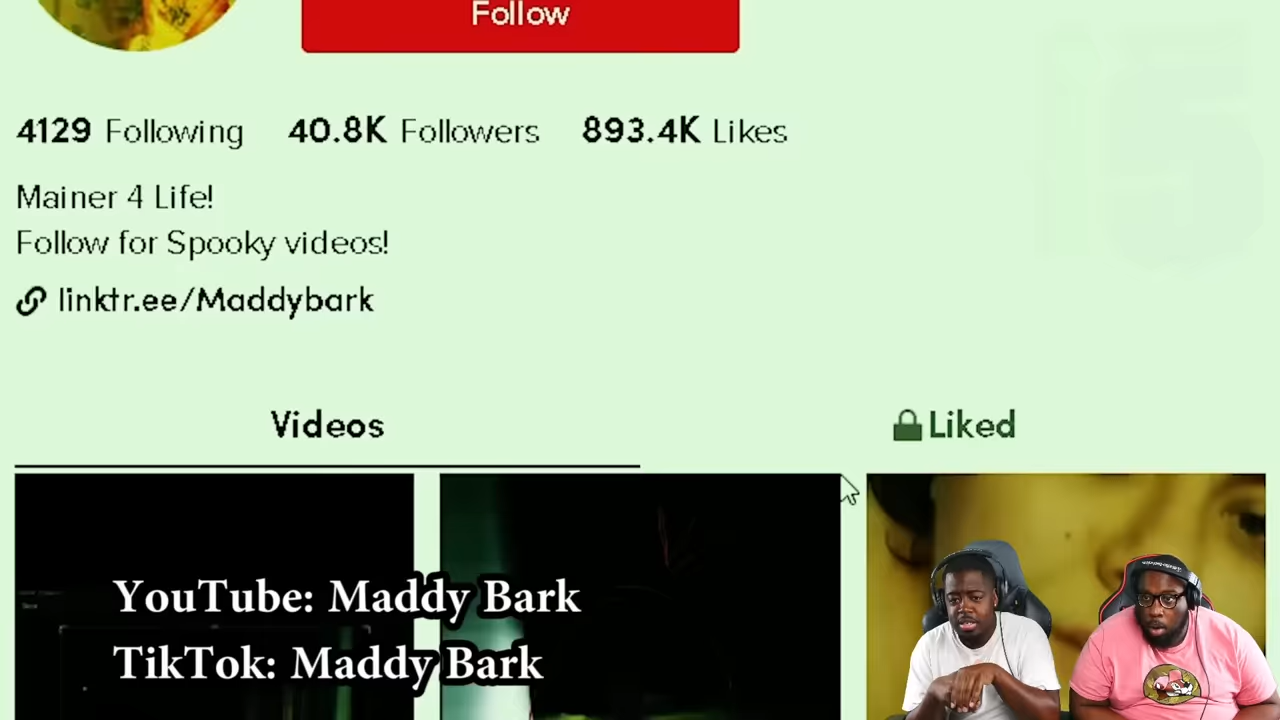 Follow
4129 Following 40.8K Followers 893.4K Likes
Mainer 4 Life!
Follow for Spooky videos!
linktr.ee/Maddybark
Videos Liked
YouTube: Maddy Bark
TikTok: Maddy Bark